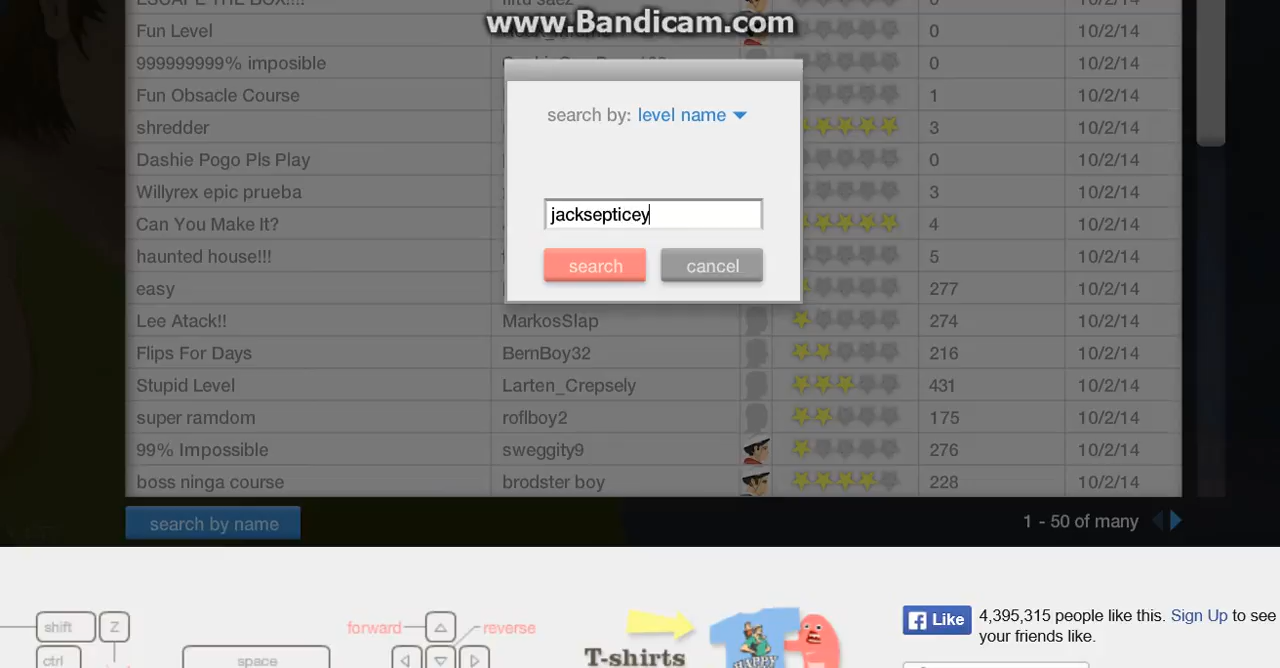 www.Bandicam.com
Fun Level 0 10/2/14
999999999% imposible 0 10/2/14
Fun Obsacle Course 1 10/2/14
shredder 3 10/2/14
Dashie Pogo Pls Play 0 10/2/14
Willyrex epic prueba 3 10/2/14
Can You Make It? 4 10/2/14
haunted house!!! 5 10/2/14
easy 277 10/2/14
Lee Atack!! MarkosSlap 274 10/2/14
Flips For Days BernBoy32 216 10/2/14
Stupid Level Larten_Crepsely 431 10/2/14
super ramdom roflboy2 175 10/2/14
99% Impossible sweggity9 276 10/2/14
boss ninga course brodster boy 228 10/2/14
search by: level name
jacksepticey
search cancel
search by name
1 - 50 of many
shift Z
ctrl
space
forward
reverse
T-shirts
HAPPY
Like
4,395,315 people like this. Sign Up to see
your friends like.